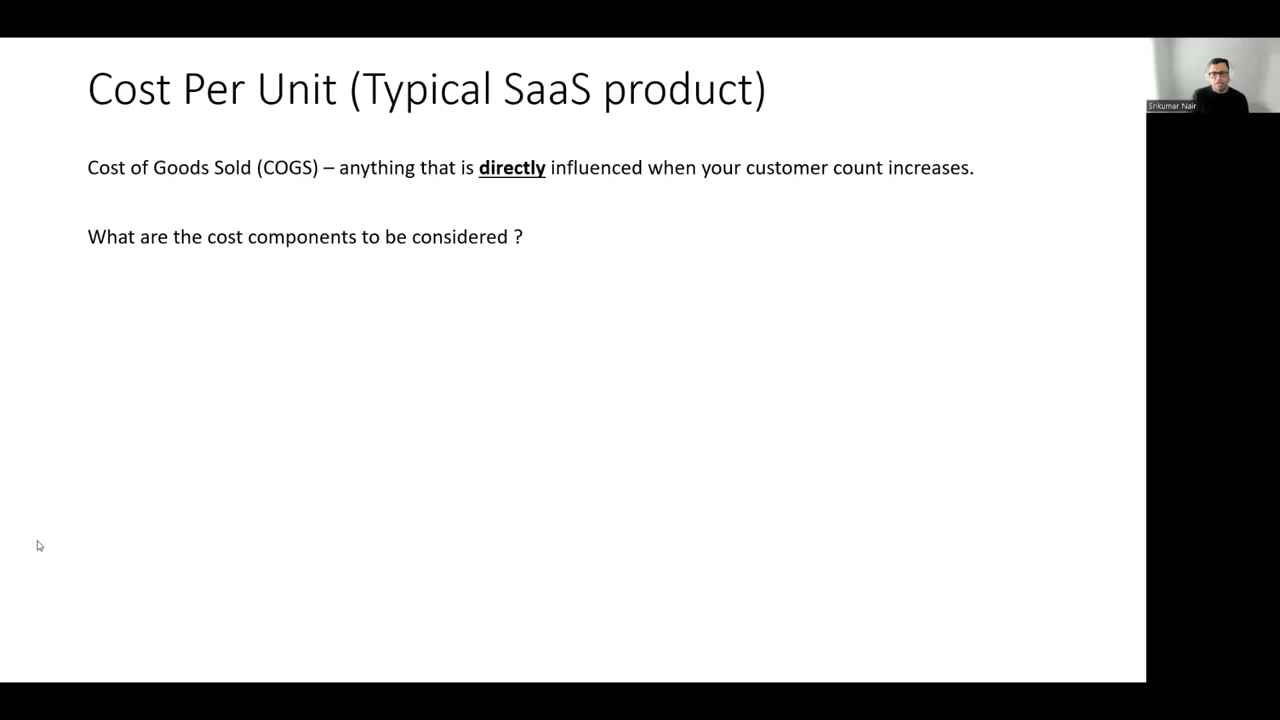 Cost Per Unit (Typical SaaS product)
Cost of Goods Sold (COGS) – anything that is directly influenced when your customer count increases.
What are the cost components to be considered ?
Srikumar Nair